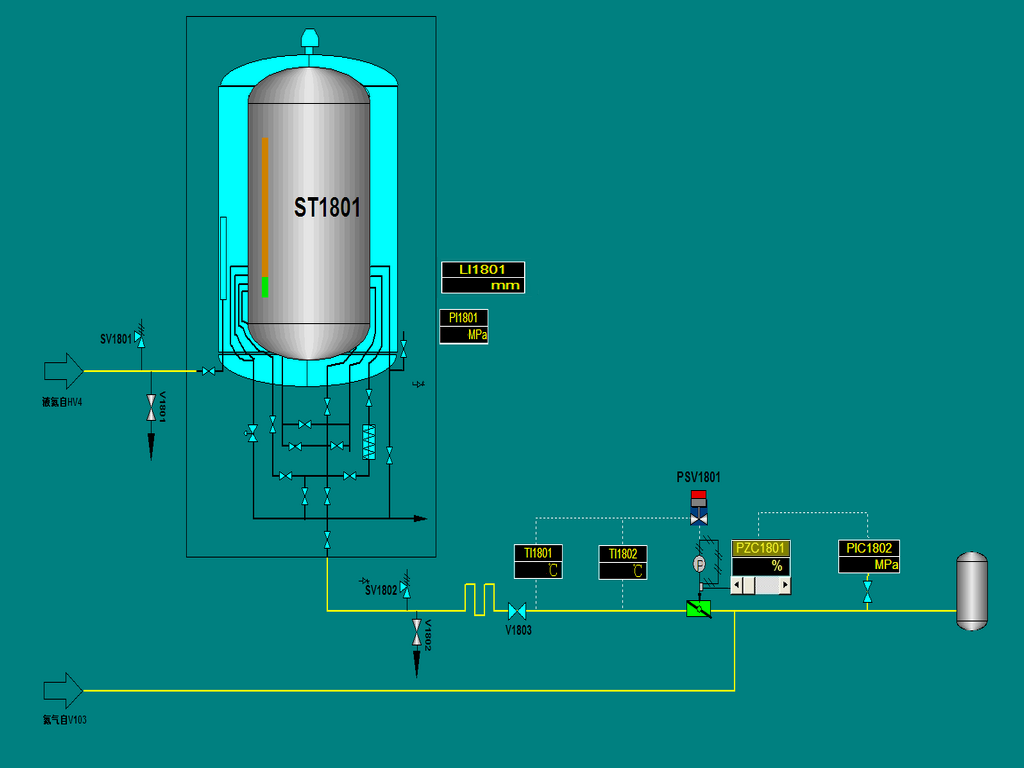 ST1801
LI1801
mm
PI1801
MPa
SV1801
液氮自HV4
V1801
PSV1801
TI1801
℃
TI1802
℃
P
PZC1801
%
PIC1802
MPa
SV1802
V1803
V1802
氮气自V103